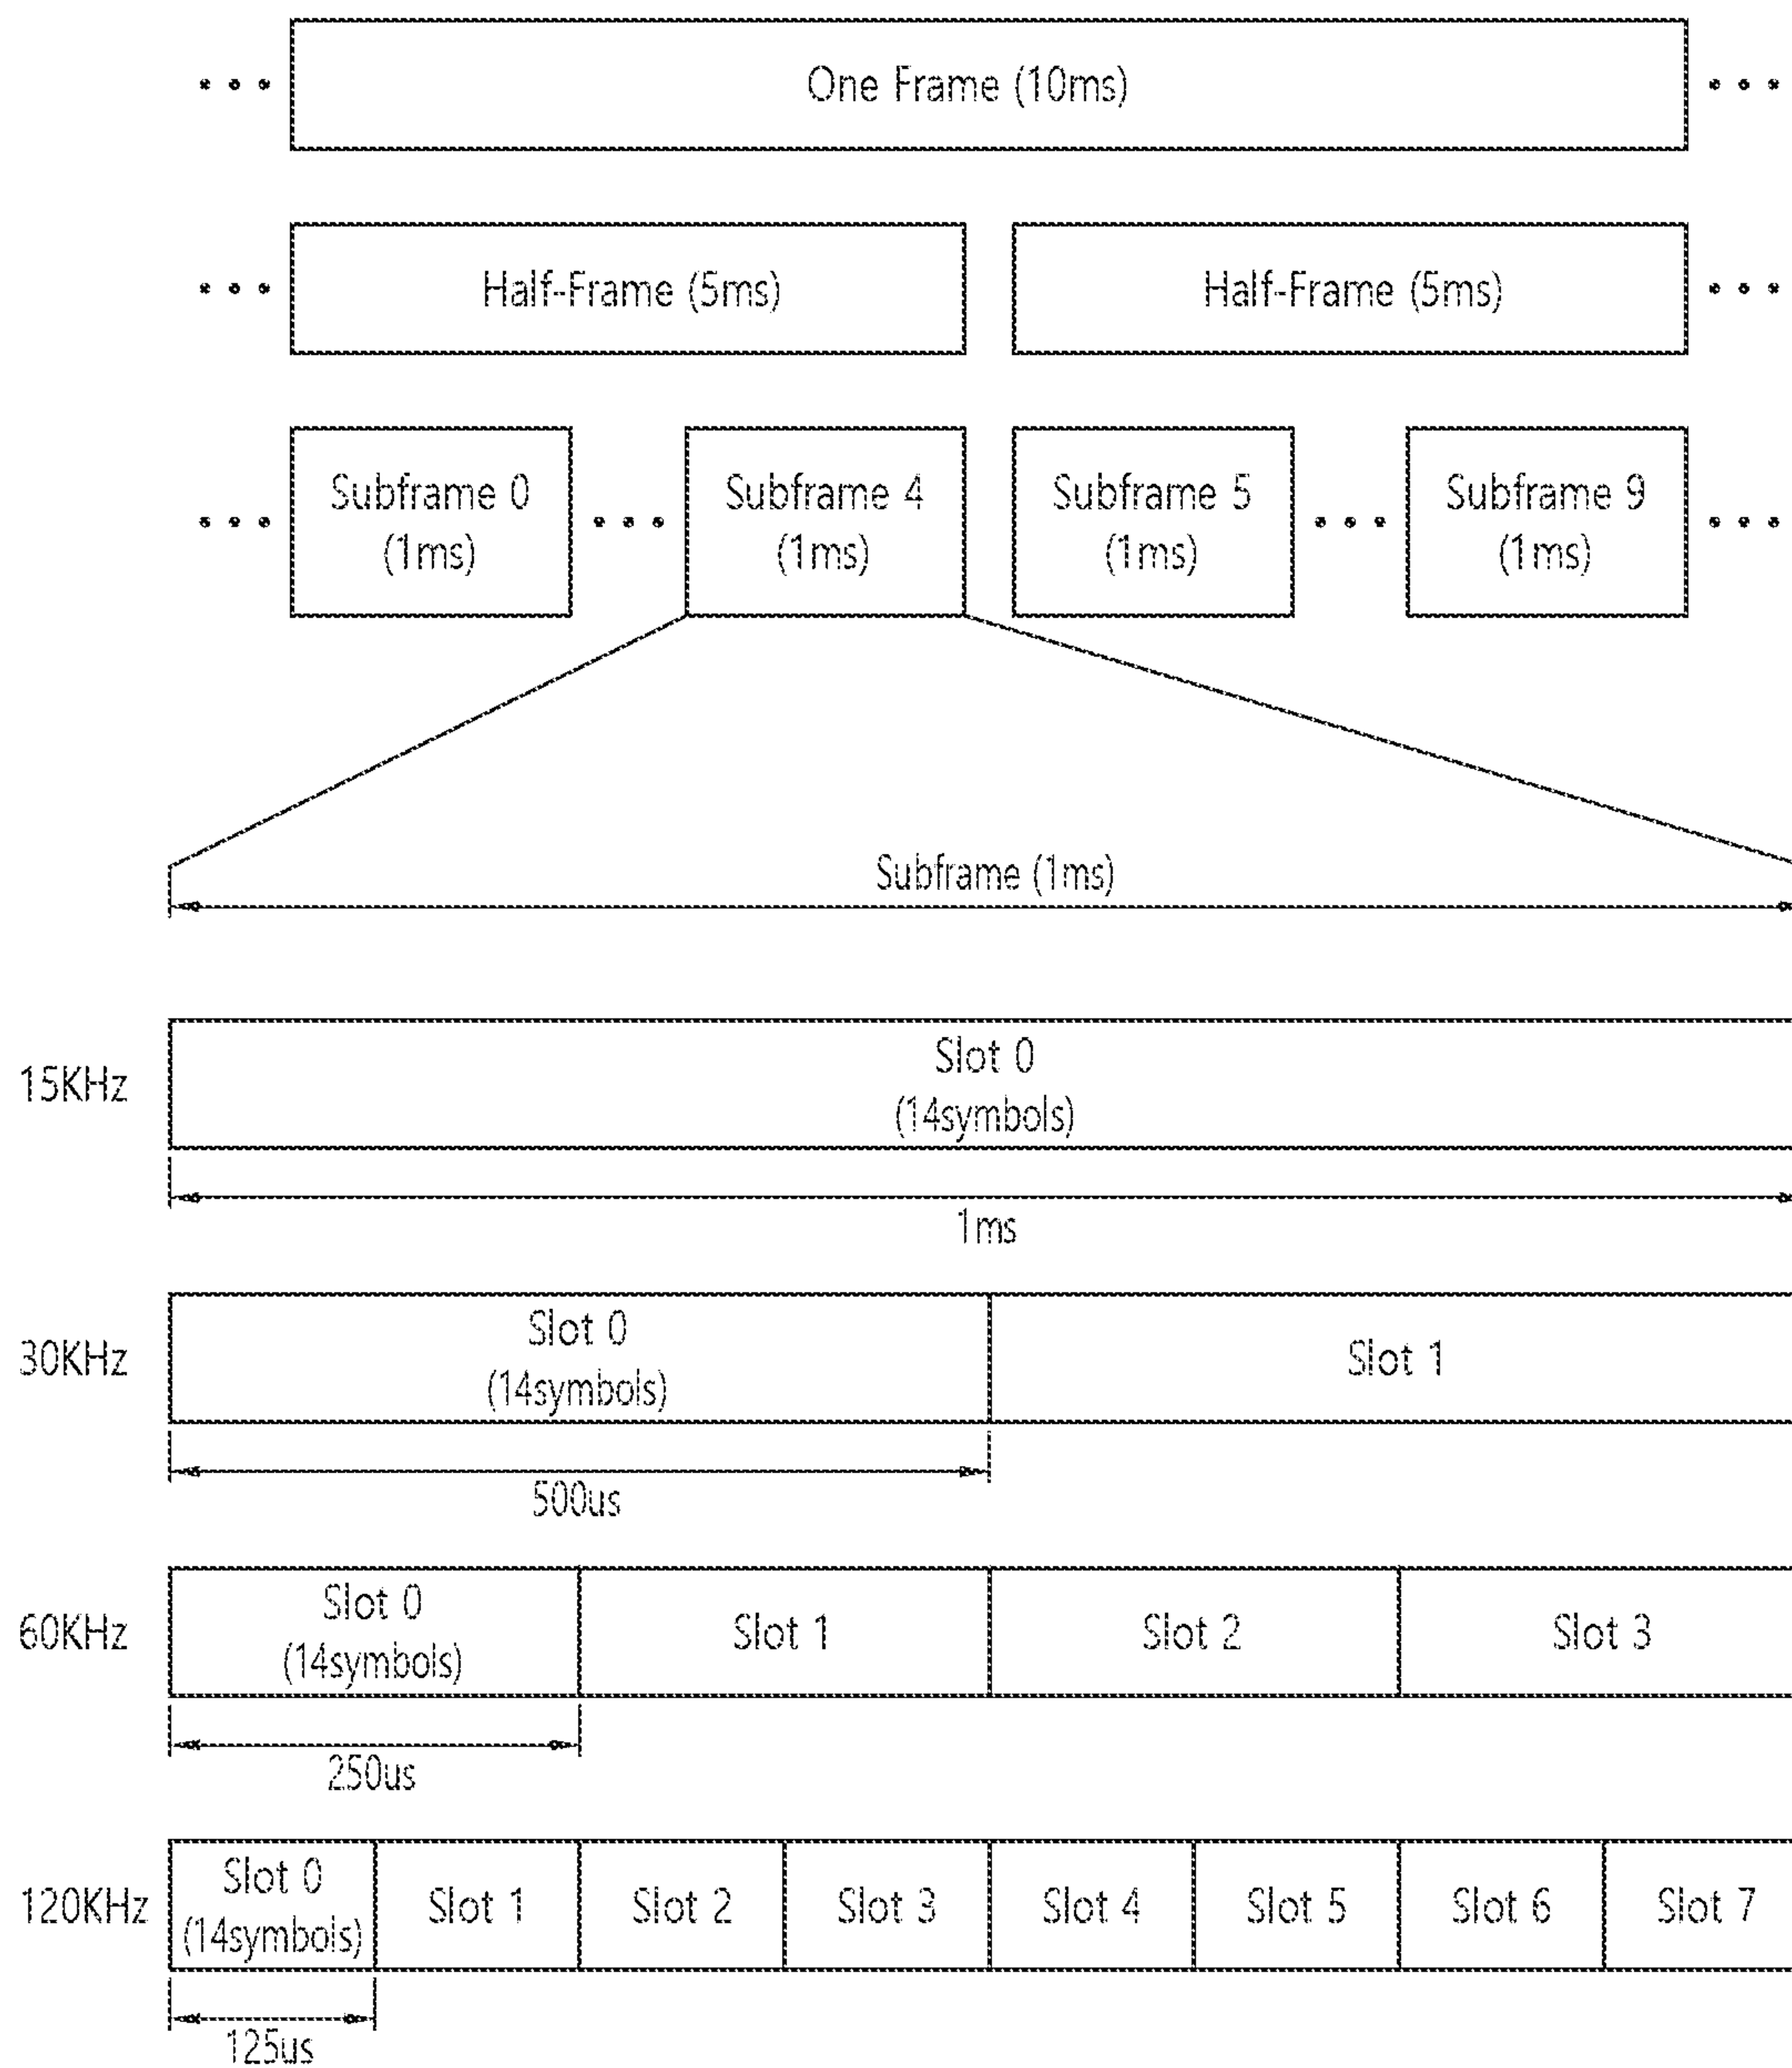 One Frame (10ms)
Half-Frame (5ms)
Half-Frame (5ms)
Subframe 0
(1ms)
Subframe 4
(1ms)
Subframe 5
(1ms)
Subframe 9
(1ms)
Subframe (1ms)
15KHz
Slot 0
(14symbols)
1ms
30KHz
Slot 0
(14symbols)
Slot 1
500us
60KHz
Slot 0
(14symbols)
Slot 1
Slot 2
Slot 3
250us
120KHz
Slot 0
(14symbols)
Slot 1
Slot 2
Slot 3
Slot 4
Slot 5
Slot 6
Slot 7
125us